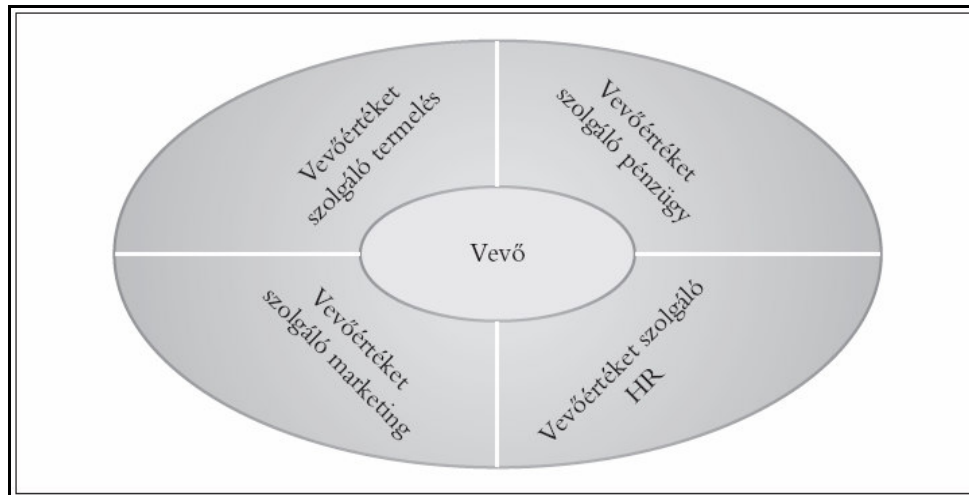 Vevőértéket
szolgáló termelés
Vevőértéket
szolgáló pénzügy
Vevő
Vevőértéket
szolgáló marketing
Vevőértéket szolgáló
HR